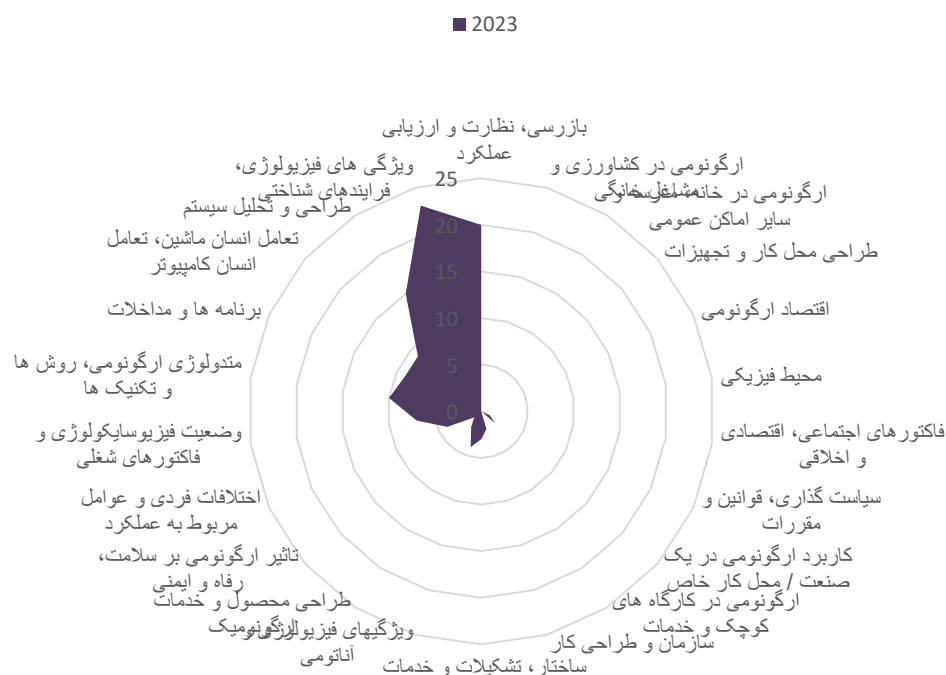 2023
بازرسی، نظارت و ارزیابی
عملکرد
ارگونومی در کشاورزی و
مشاغل خانگی
ارگونومی در خانه، مدرسه و
سایر اماکن عمومی
طراحی محل کار و تجهیزات
اقتصاد ارگونومی
محیط فیزیکی
فاکتورهای اجتماعی، اقتصادی
و اخلاقی
سیاست گذاری، قوانین و
مقررات
کاربرد ارگونومی در یک
صنعت / محل کار خاص
ارگونومی در کارگاه های
کوچک و خدمات
سازمان و طراحی کار
ساختار، تشکیلات و خدمات
ویژگیهای فیزیولوژی و
آناتومی
طراحی محصول و خدمات
ارگونومیک
تاثیر ارگونومی بر سلامت،
رفاه و ایمنی
اختلافات فردی و عوامل
مربوط به عملکرد
وضعیت فیزیوسایکولوژی و
فاکتورهای شغلی
متدولوژی ارگونومی، روش ها
و تکنیک ها
برنامه ها و مداخلات
تعامل انسان ماشین، تعامل
انسان کامپیوتر
طراحی و تحلیل سیستم
ویژگی های فیزیولوژی،
فرایندهای شناختی
25
20
15
10
5
0